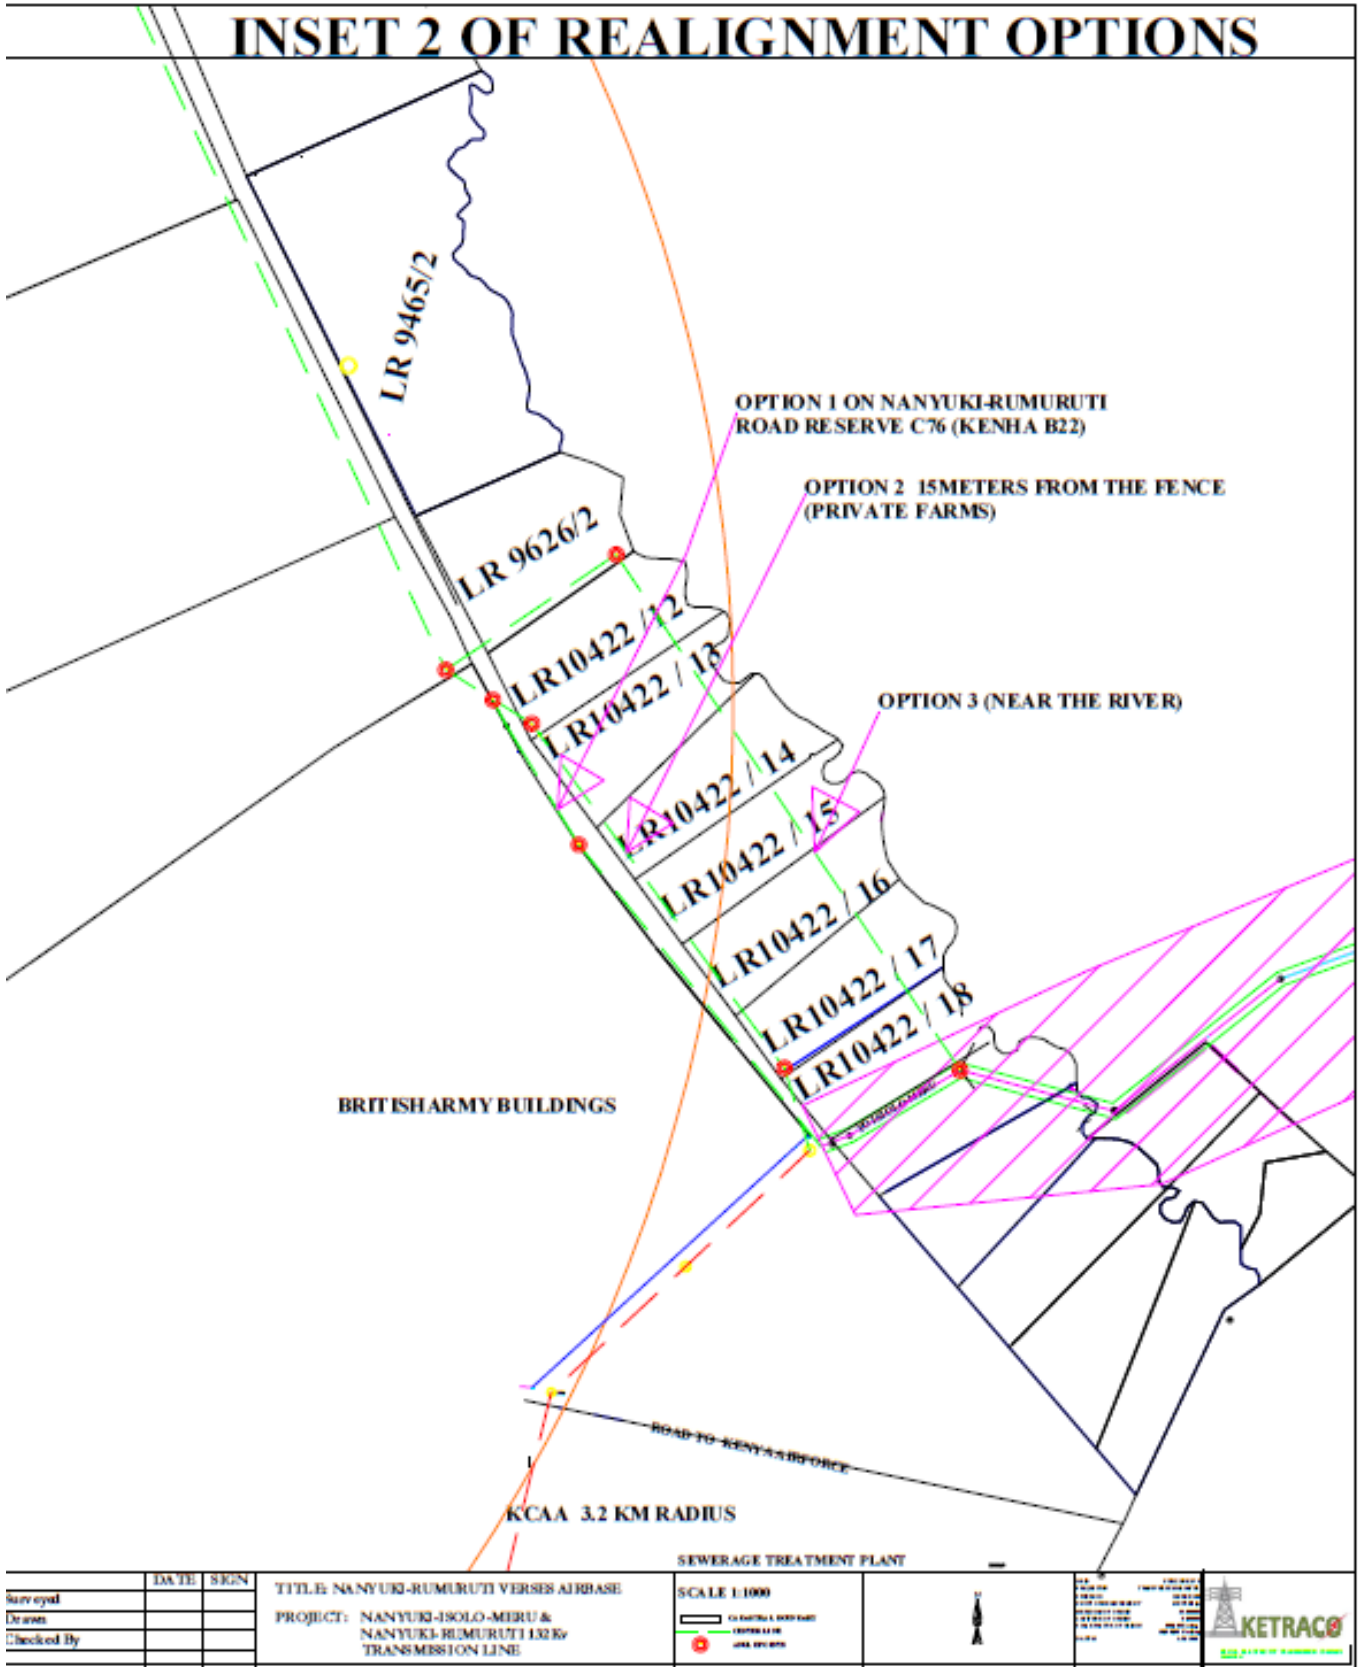 INSET 2 OF REALIGNMENT OPTIONS
LR 9465/2
OPTION 1 ON NANYUKI-RUMURUTI
ROAD RESERVE C76 (KENHA B22)
OPTION 2 15METERS FROM THE FENCE
(PRIVATE FARMS)
LR 9626/2
LR10422 /12
LR10422 / 13
OPTION 3 (NEAR THE RIVER)
LR10422 / 14
LR10422 / 15
LR10422 / 16
LR10422 / 17
LR10422 / 18
BRITISH ARMY BUILDINGS
ROAD TO KENYA AIRFORCE
KCAA 3.2 KM RADIUS
SEWERAGE TREATMENT PLANT
DATE SIGN
Surveyed
Drawn
Checked By
TITLE: NANYUKI-RUMURUTI VERSES AIRBASE
PROJECT: NANYUKI-ISOLO-MERU &
NANYUKI-RUMURUTI 132 Kv
TRANSMISSION LINE
SCALE 1:1000
KETRACO